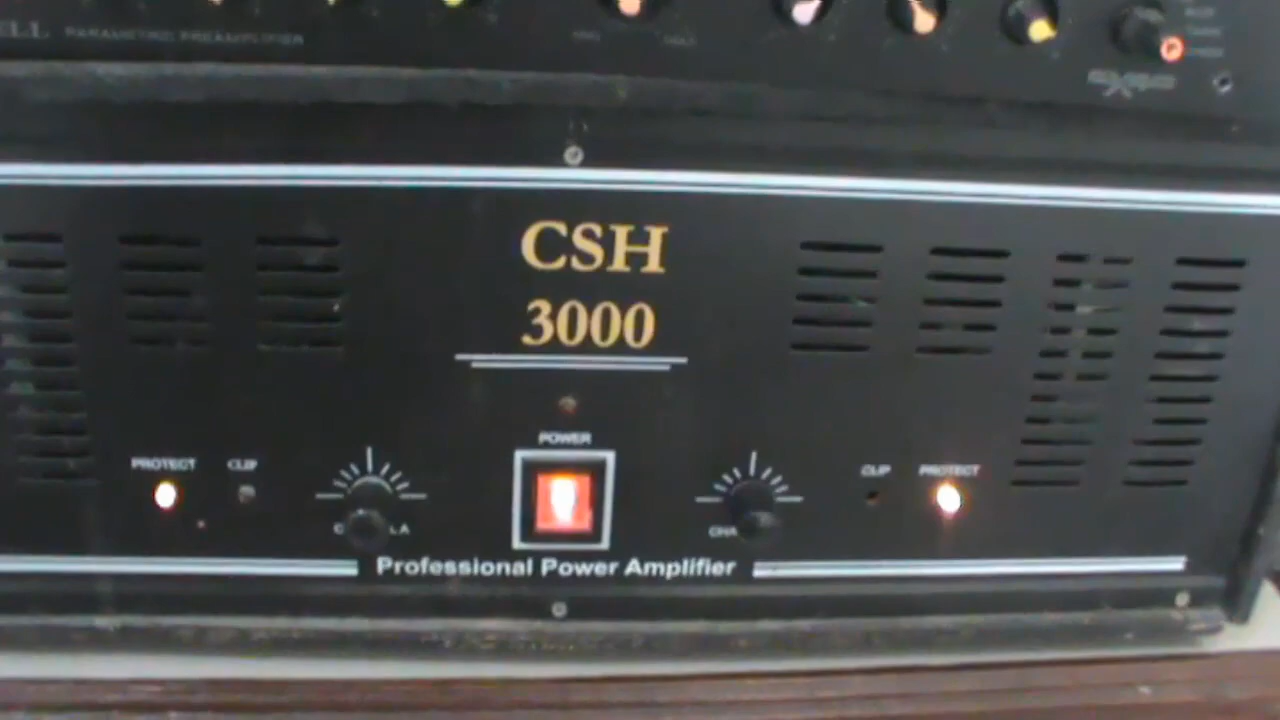 PARAMETRIC PREAMPLIFIER
CSH
3000
POWER
PROTECT CLIP
CLIP PROTECT
Professional Power Amplifier